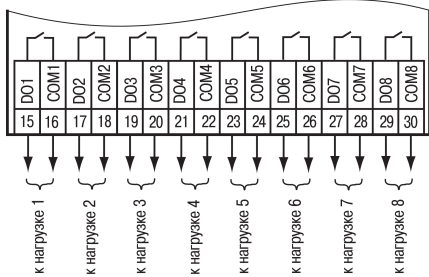 DO1 COM1 DO2 COM2 DO3 COM3 DO4 COM4 DO5 COM5 DO6 COM6 DO7 COM7 DO8 COM8
15 16 17 18 19 20 21 22 23 24 25 26 27 28 29 30
к нагрузке 1
к нагрузке 2
к нагрузке 3
к нагрузке 4
к нагрузке 5
к нагрузке 6
к нагрузке 7
к нагрузке 8